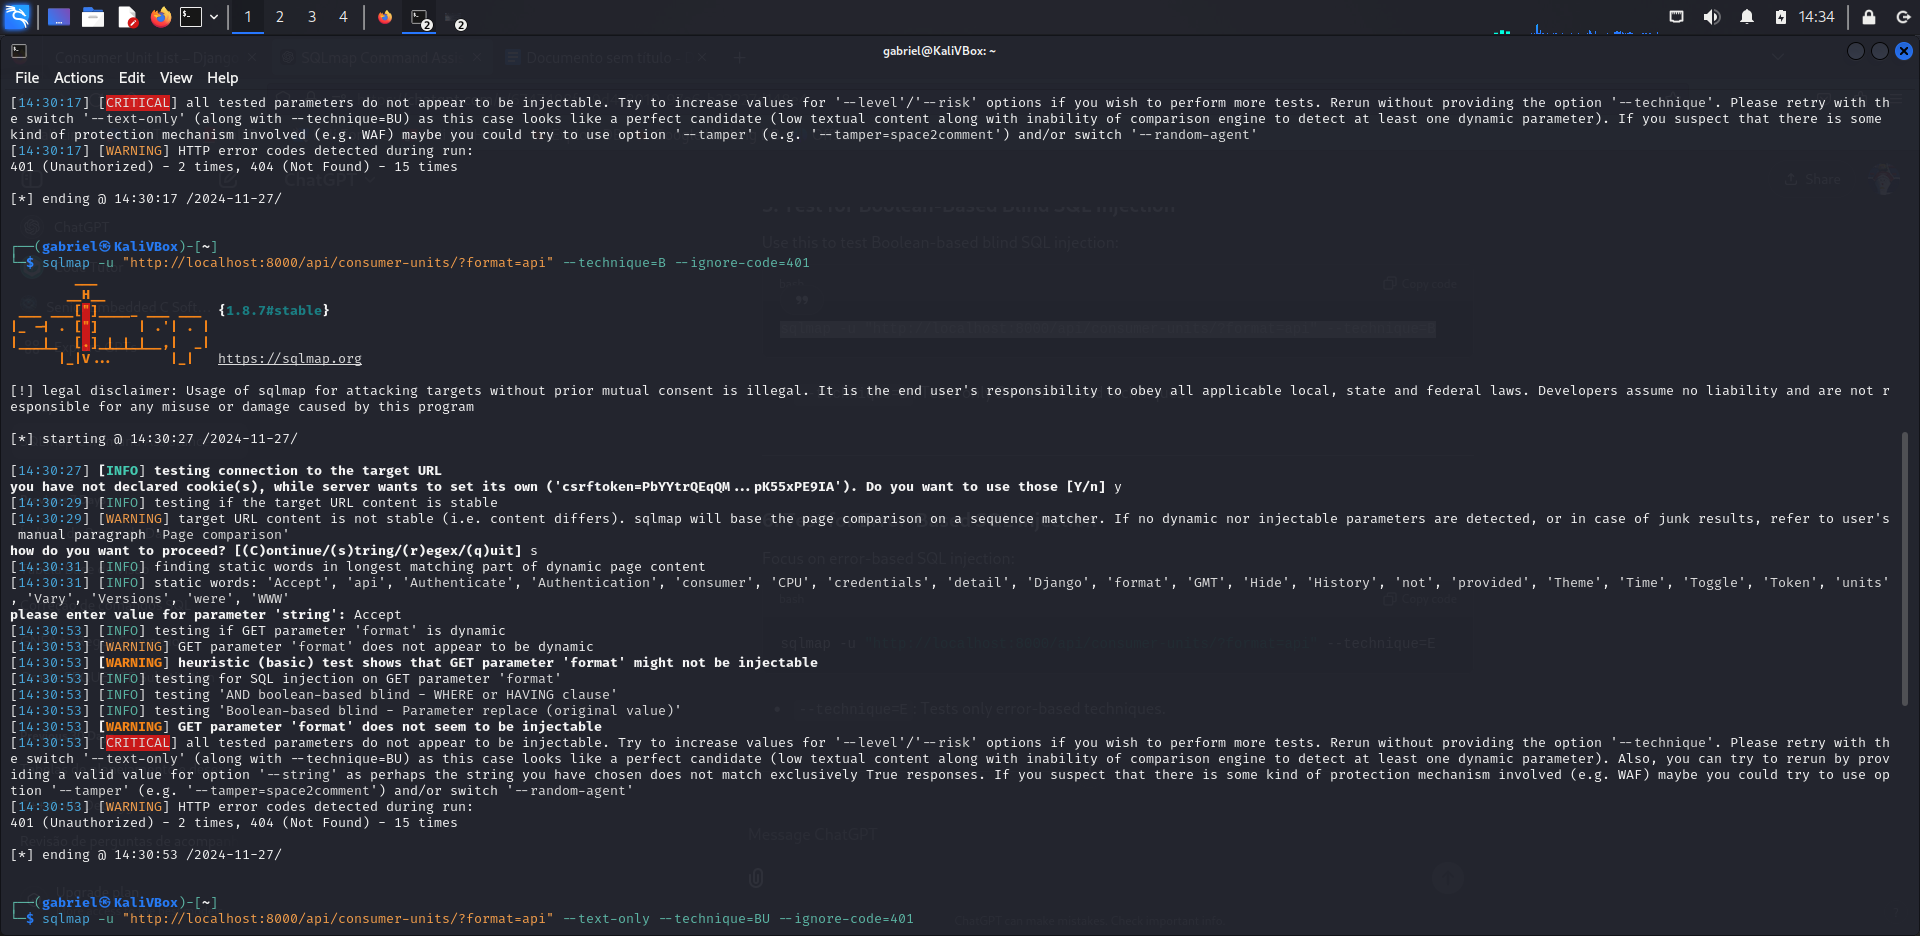 1 2 3 4 2 2 14:34
gabriel@KaliVBox: ~
File Actions Edit View Help
[14:30:17] [CRITICAL] all tested parameters do not appear to be injectable. Try to increase values for '--level'/'--risk' options if you wish to perform more tests. Rerun without providing the option '--technique'. Please retry with th
e switch '--text-only' (along with --technique=BU) as this case looks like a perfect candidate (low textual content along with inability of comparison engine to detect at least one dynamic parameter). If you suspect that there is some
kind of protection mechanism involved (e.g. WAF) maybe you could try to use option '--tamper' (e.g. '--tamper=space2comment') and/or switch '--random-agent'
[14:30:17] [WARNING] HTTP error codes detected during run:
401 (Unauthorized) - 2 times, 404 (Not Found) - 15 times
[*] ending @ 14:30:17 /2024-11-27/
(gabriel㉿KaliVBox)-[~]
$ sqlmap -u "http://localhost:8000/api/consumer-units/?format=api" --technique=B --ignore-code=401
{1.8.7#stable}
https://sqlmap.org
[!] legal disclaimer: Usage of sqlmap for attacking targets without prior mutual consent is illegal. It is the end user's responsibility to obey all applicable local, state and federal laws. Developers assume no liability and are not r
esponsible for any misuse or damage caused by this program
[*] starting @ 14:30:27 /2024-11-27/
[14:30:27] [INFO] testing connection to the target URL
you have not declared cookie(s), while server wants to set its own ('csrftoken=PbYYtrQEqQM...pK55xPE9IA'). Do you want to use those [Y/n] y
[14:30:29] [INFO] testing if the target URL content is stable
[14:30:29] [WARNING] target URL content is not stable (i.e. content differs). sqlmap will base the page comparison on a sequence matcher. If no dynamic nor injectable parameters are detected, or in case of junk results, refer to user's
manual paragraph 'Page comparison'
how do you want to proceed? [(C)ontinue/(s)tring/(r)egex/(q)uit] s
[14:30:31] [INFO] finding static words in longest matching part of dynamic page content
[14:30:31] [INFO] static words: 'Accept', 'api', 'Authenticate', 'Authentication', 'consumer', 'CPU', 'credentials', 'detail', 'Django', 'format', 'GMT', 'Hide', 'History', 'not', 'provided', 'Theme', 'Time', 'Toggle', 'Token', 'units'
, 'Vary', 'Versions', 'were', 'WWW'
please enter value for parameter 'string': Accept
[14:30:53] [INFO] testing if GET parameter 'format' is dynamic
[14:30:53] [WARNING] GET parameter 'format' does not appear to be dynamic
[14:30:53] [WARNING] heuristic (basic) test shows that GET parameter 'format' might not be injectable
[14:30:53] [INFO] testing for SQL injection on GET parameter 'format'
[14:30:53] [INFO] testing 'AND boolean-based blind - WHERE or HAVING clause'
[14:30:53] [INFO] testing 'Boolean-based blind - Parameter replace (original value)'
[14:30:53] [WARNING] GET parameter 'format' does not seem to be injectable
[14:30:53] [CRITICAL] all tested parameters do not appear to be injectable. Try to increase values for '--level'/'--risk' options if you wish to perform more tests. Rerun without providing the option '--technique'. Please retry with th
e switch '--text-only' (along with --technique=BU) as this case looks like a perfect candidate (low textual content along with inability of comparison engine to detect at least one dynamic parameter). Also, you can try to rerun by prov
iding a valid value for option '--string' as perhaps the string you have chosen does not match exclusively True responses. If you suspect that there is some kind of protection mechanism involved (e.g. WAF) maybe you could try to use op
tion '--tamper' (e.g. '--tamper=space2comment') and/or switch '--random-agent'
[14:30:53] [WARNING] HTTP error codes detected during run:
401 (Unauthorized) - 2 times, 404 (Not Found) - 15 times
[*] ending @ 14:30:53 /2024-11-27/
(gabriel㉿KaliVBox)-[~]
$ sqlmap -u "http://localhost:8000/api/consumer-units/?format=api" --text-only --technique=BU --ignore-code=401